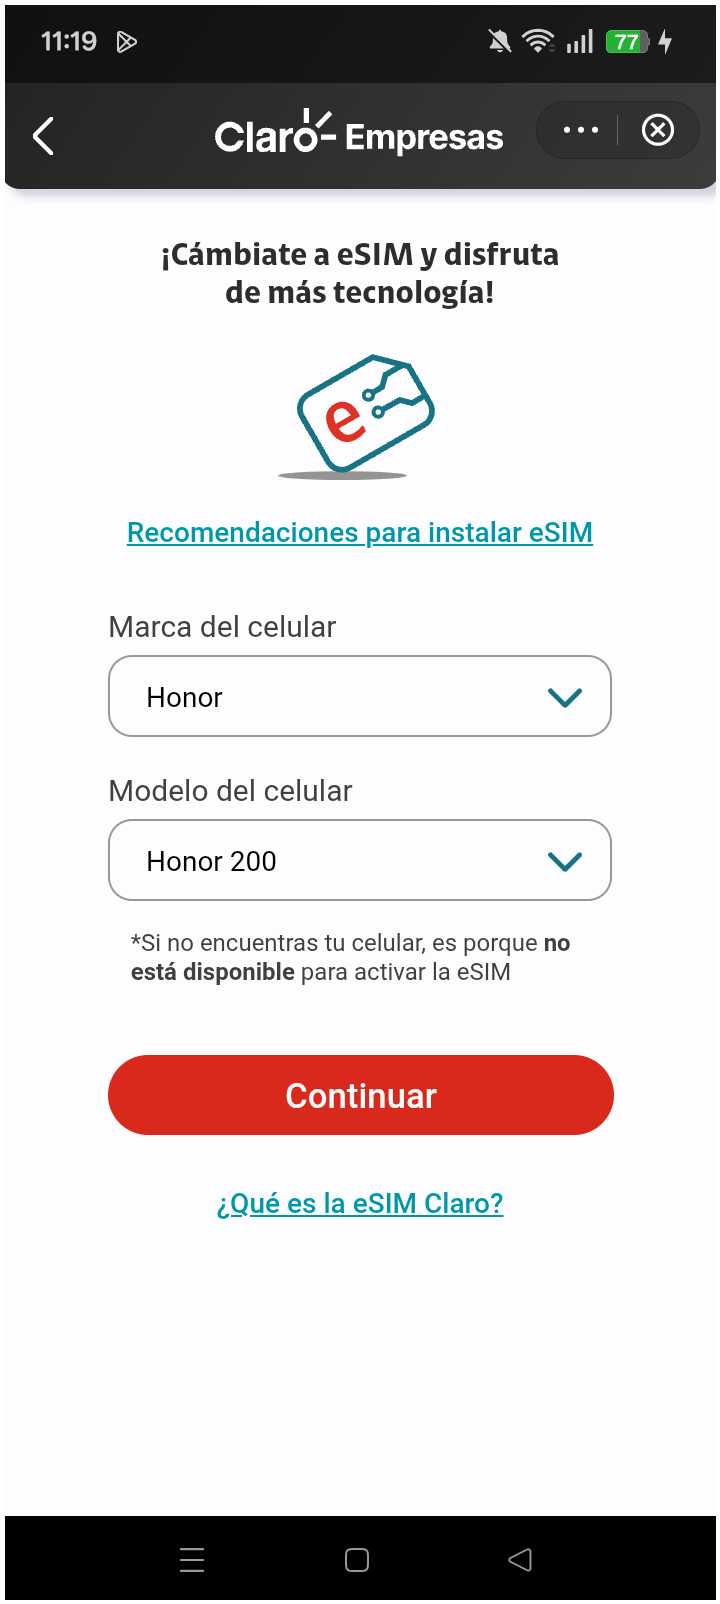 11:19
77
Claro Empresas
¡Cámbiate a eSIM y disfruta
de más tecnología!
e
Recomendaciones para instalar eSIM
Marca del celular
Honor
Modelo del celular
Honor 200
*Si no encuentras tu celular, es porque no
está disponible para activar la eSIM
Continuar
¿Qué es la eSIM Claro?